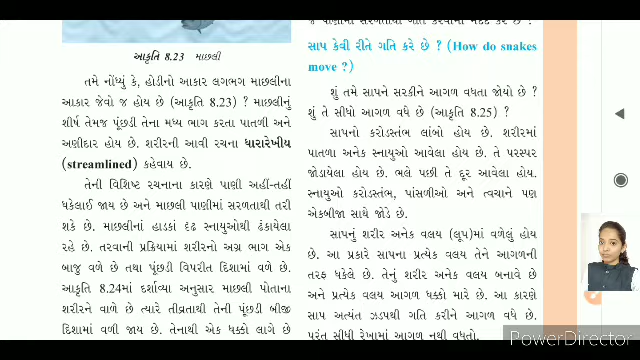 આકૃતિ 8.23 માછલી
તમે નોંધ્યું કે, હોડીનો આકાર લગભગ માછલીના
આકાર જેવો જ હોય છે (આકૃતિ 8.23) ? માછલીનું
શીર્ષ તેમજ પૂંછડી તેના મધ્ય ભાગ કરતા પાતળી અને
અણીદાર હોય છે. શરીરની આવી રચના ધારારેખીય
(streamlined) કહેવાય છે.
તેની વિશિષ્ટ રચનાના કારણે પાણી અહીં-તહીં
ધકેલાઈ જાય છે અને માછલી પાણીમાં સરળતાથી તરી
શકે છે. માછલીનાં હાડકાં દૃઢ સ્નાયુઓથી ઢંકાયેલા
રહે છે. તરવાની પ્રક્રિયામાં શરીરનો અગ્ર ભાગ એક
બાજુ વળે છે તથા પૂંછડી વિપરીત દિશામાં વળે છે.
આકૃતિ 8.24માં દર્શાવ્યા અનુસાર માછલી પોતાના
શરીરને વાળે છે ત્યારે તીવ્રતાથી તેની પૂંછડી બીજી
દિશામાં વળી જાય છે. તેનાથી એક ધક્કો લાગે છે
સાપ કેવી રીતે ગતિ કરે છે ? (How do snakes
move ?)
શું તમે સાપને સરકીને આગળ વધતા જોયો છે ?
શું તે સીધો આગળ વધે છે (આકૃતિ 8.25) ?
સાપનો કરોડસ્તંભ લાંબો હોય છે. શરીરમાં
પાતળા અનેક સ્નાયુઓ આવેલા હોય છે. તે પરસ્પર
જોડાયેલા હોય છે. ભલે પછી તે દૂર આવેલા હોય.
સ્નાયુઓ કરોડસ્તંભ, પાંસળીઓ અને ત્વચાને પણ
એકબીજા સાથે જોડે છે.
સાપનું શરીર અનેક વલય (લૂપ)માં વળેલું હોય
છે. આ પ્રકારે સાપના પ્રત્યેક વલય તેને આગળની
તરફ ધકેલે છે. તેનું શરીર અનેક વલય બનાવે છે
અને પ્રત્યેક વલય આગળ ધક્કો મારે છે. આ કારણે
સાપ અત્યંત ઝડપથી ગતિ કરીને આગળ વધે છે.
પરંતુ સીધી રેખામાં આગળ નથી વધતો.
PowerDirector